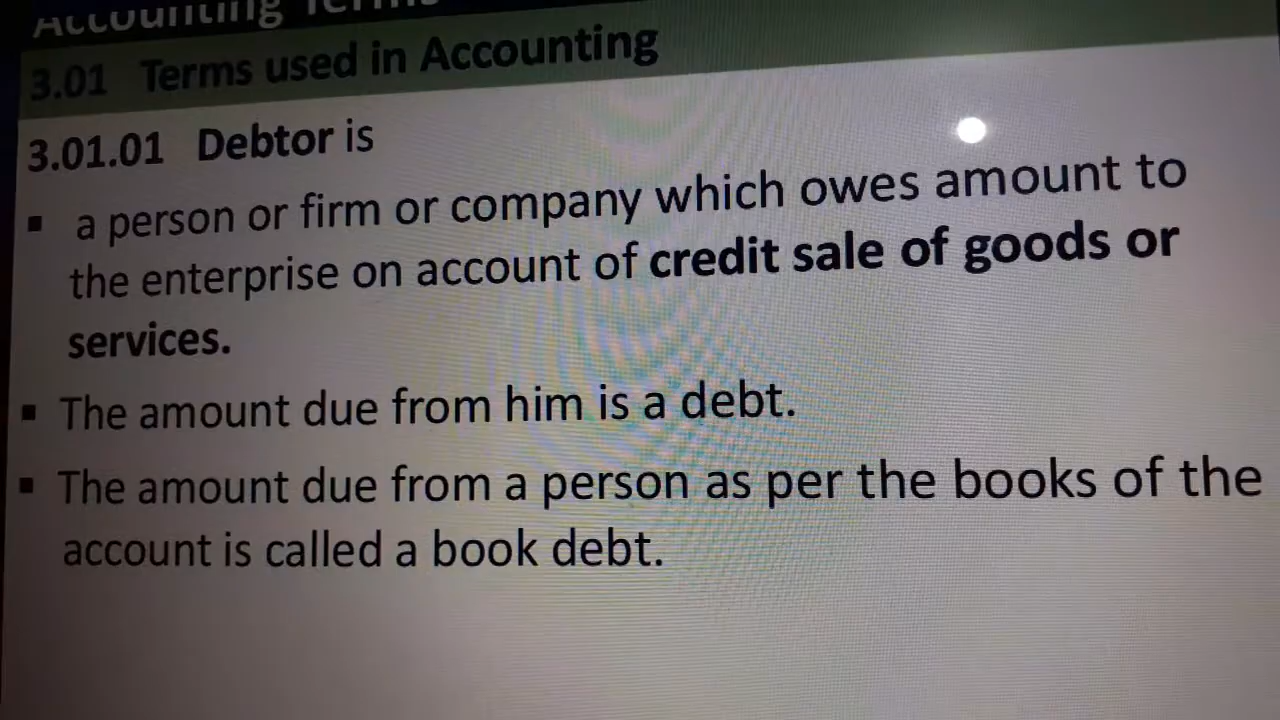 Accounting Terms
3.01 Terms used in Accounting
3.01.01 Debtor is
▪ a person or firm or company which owes amount to
the enterprise on account of credit sale of goods or
services.
▪ The amount due from him is a debt.
▪ The amount due from a person as per the books of the
account is called a book debt.